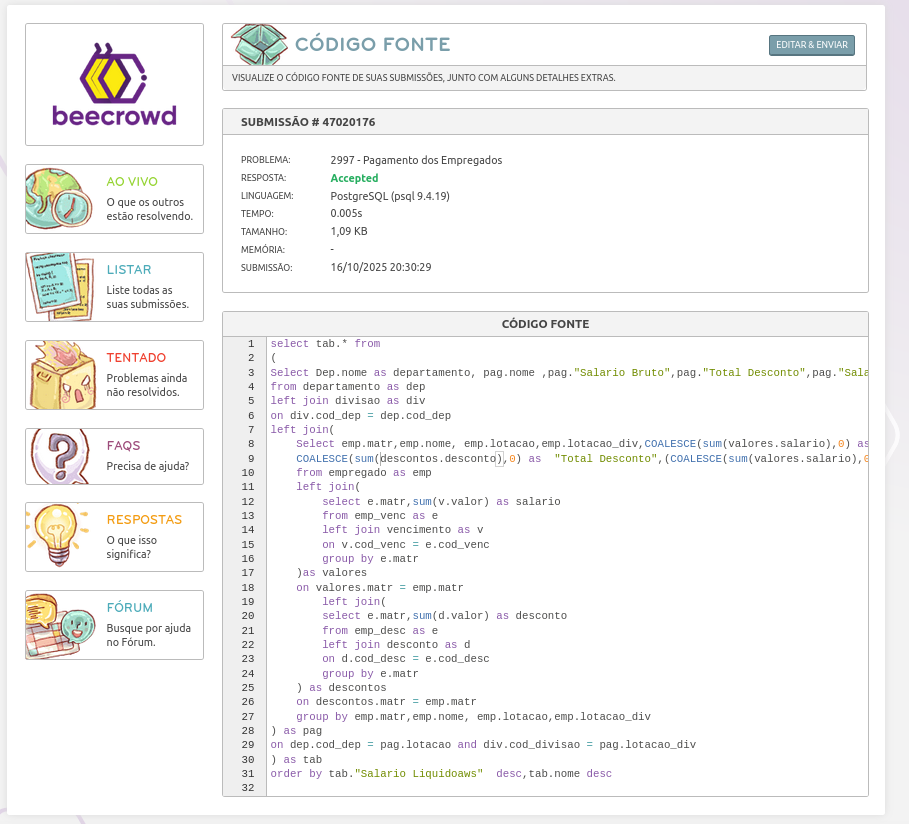 beecrowd
AO VIVO
O que os outros
estão resolvendo.
LISTAR
Liste todas as
suas submissões.
TENTADO
Problemas ainda
não resolvidos.
FAQS
Precisa de ajuda?
RESPOSTAS
O que isso
significa?
FÓRUM
Busque por ajuda
no Fórum.
CÓDIGO FONTE
EDITAR & ENVIAR
VISUALIZE O CÓDIGO FONTE DE SUAS SUBMISSÕES, JUNTO COM ALGUNS DETALHES EXTRAS.
SUBMISSÃO # 47020176
PROBLEMA: 2997 - Pagamento dos Empregados
RESPOSTA: Accepted
LINGUAGEM: PostgreSQL (psql 9.4.19)
TEMPO: 0.005s
TAMANHO: 1,09 KB
MEMÓRIA: -
SUBMISSÃO: 16/10/2025 20:30:29
CÓDIGO FONTE
1 select tab.* from
2 (
3 Select Dep.nome as departamento, pag.nome ,pag."Salario Bruto",pag."Total Desconto",pag."Sala
4 from departamento as dep
5 left join divisao as div
6 on div.cod_dep = dep.cod_dep
7 left join(
8 Select emp.matr,emp.nome, emp.lotacao,emp.lotacao_div,COALESCE(sum(valores.salario),0) as
9 COALESCE(sum(descontos.desconto),0) as "Total Desconto",(COALESCE(sum(valores.salario),0
10 from empregado as emp
11 left join(
12 select e.matr,sum(v.valor) as salario
13 from emp_venc as e
14 left join vencimento as v
15 on v.cod_venc = e.cod_venc
16 group by e.matr
17 )as valores
18 on valores.matr = emp.matr
19 left join(
20 select e.matr,sum(d.valor) as desconto
21 from emp_desc as e
22 left join desconto as d
23 on d.cod_desc = e.cod_desc
24 group by e.matr
25 ) as descontos
26 on descontos.matr = emp.matr
27 group by emp.matr,emp.nome, emp.lotacao,emp.lotacao_div
28 ) as pag
29 on dep.cod_dep = pag.lotacao and div.cod_divisao = pag.lotacao_div
30 ) as tab
31 order by tab."Salario Liquidoaws" desc,tab.nome desc
32